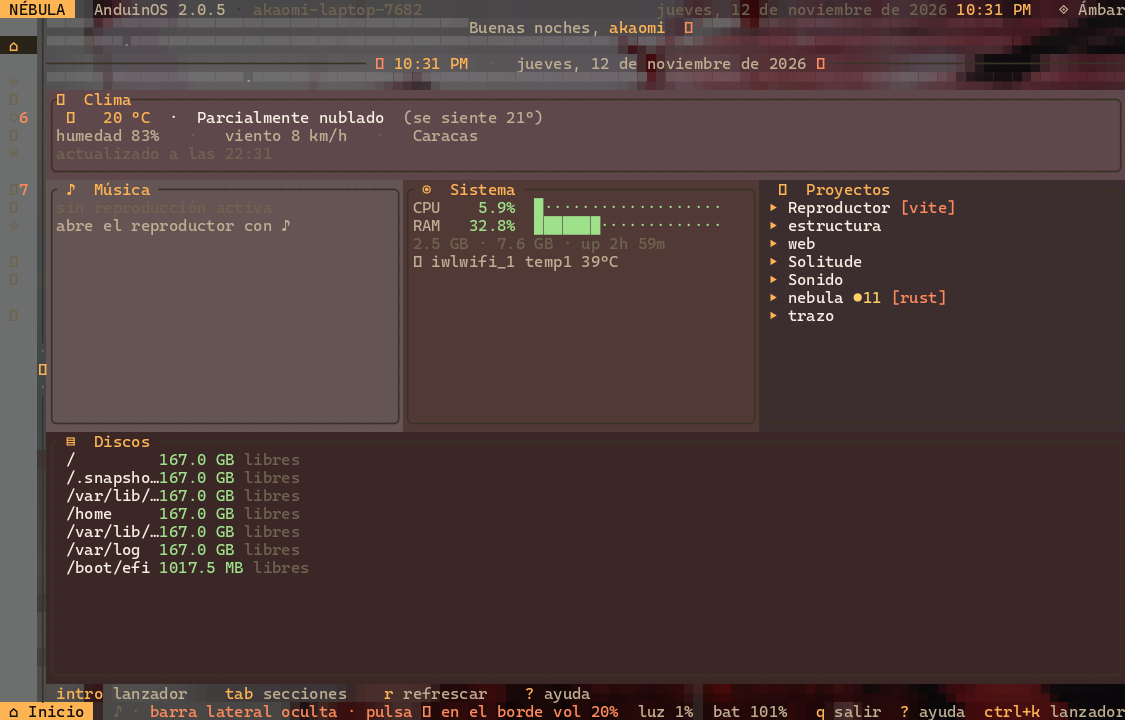 NÉBULA AnduinOS 2.0.5 · akaomi-laptop-7682 jueves, 12 de noviembre de 2026 10:31 PM Ámbar
Buenas noches, akaomi
10:31 PM · jueves, 12 de noviembre de 2026
Clima
6 20 °C · Parcialmente nublado (se siente 21°)
humedad 83% · viento 8 km/h · Caracas
actualizado a las 22:31
7 ♪ Música
sin reproducción activa
abre el reproductor con ♪
Sistema
CPU 5.9%
RAM 32.8%
2.5 GB · 7.6 GB · up 2h 59m
iwlwifi_1 temp1 39°C
Proyectos
▸ Reproductor [vite]
▸ estructura
▸ web
▸ Solitude
▸ Sonido
▸ nebula ●11 [rust]
▸ trazo
Discos
/ 167.0 GB libres
/.snapsho…167.0 GB libres
/var/lib/…167.0 GB libres
/home 167.0 GB libres
/var/lib/…167.0 GB libres
/var/log 167.0 GB libres
/boot/efi 1017.5 MB libres
intro lanzador tab secciones r refrescar ? ayuda
⌂ Inicio ♪ · barra lateral oculta · pulsa en el borde vol 20% luz 1% bat 101% q salir ? ayuda ctrl+k lanzador